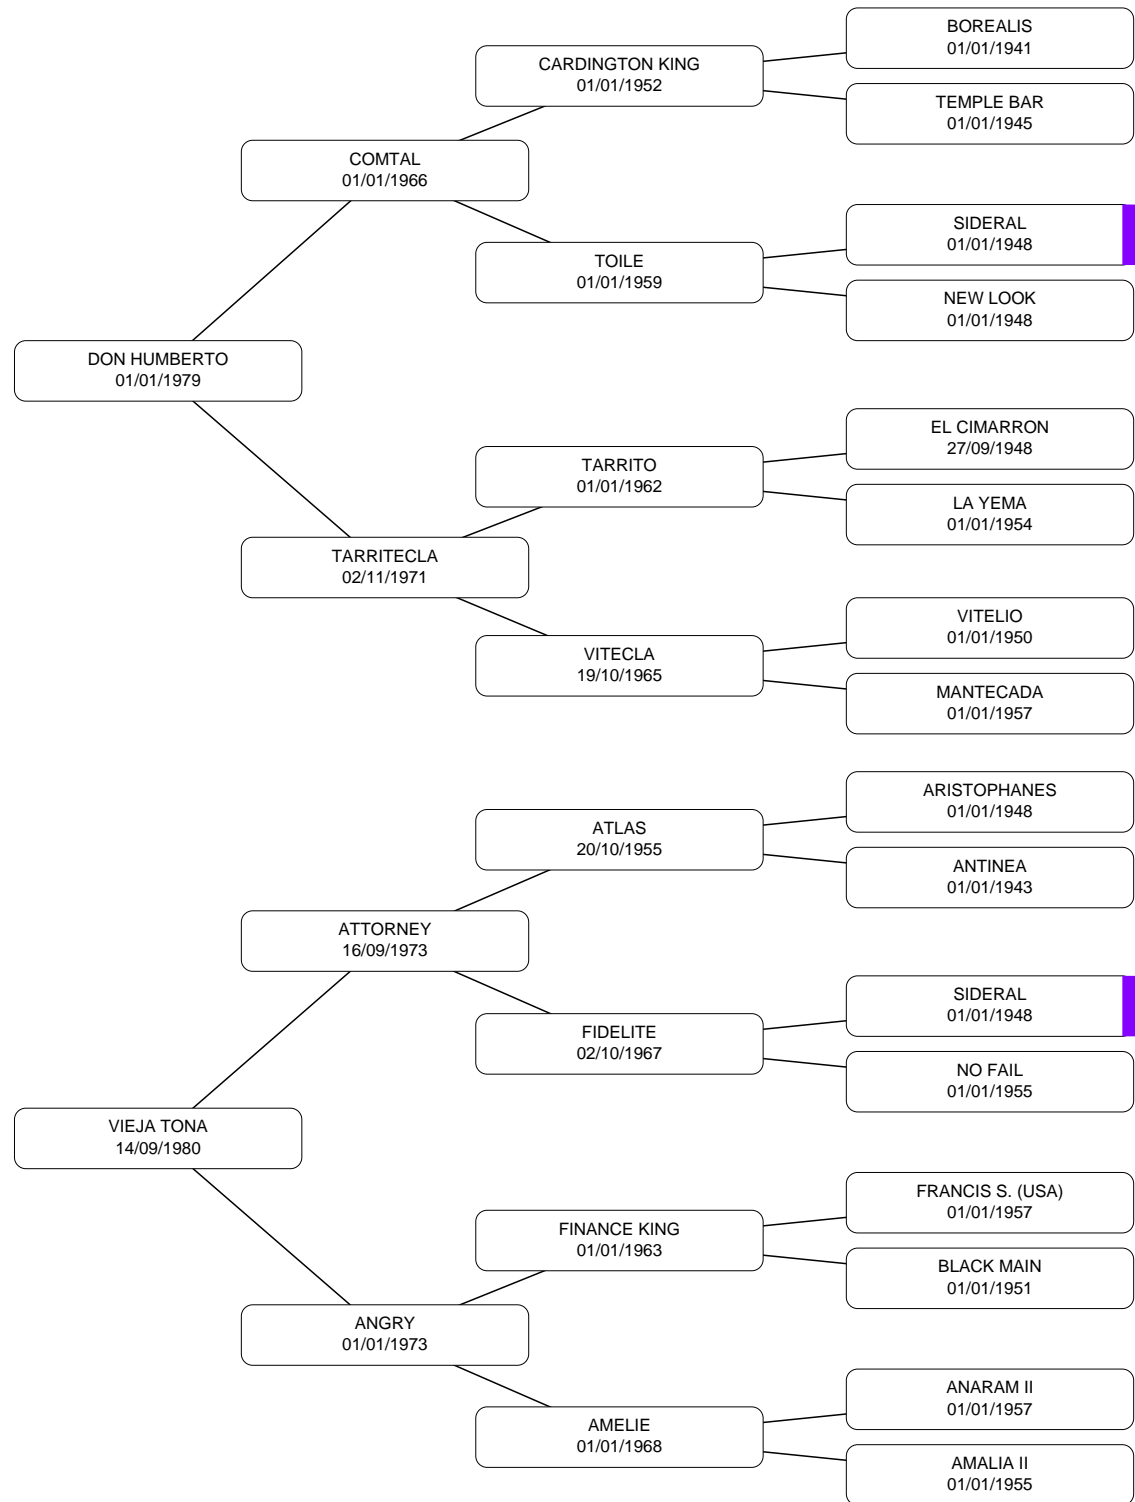 BOREALIS
01/01/1941
CARDINGTON KING
01/01/1952
TEMPLE BAR
01/01/1945
COMTAL
01/01/1966
SIDERAL
01/01/1948
TOILE
01/01/1959
NEW LOOK
01/01/1948
DON HUMBERTO
01/01/1979
EL CIMARRON
27/09/1948
TARRITO
01/01/1962
LA YEMA
01/01/1954
TARRITECLA
02/11/1971
VITELIO
01/01/1950
VITECLA
19/10/1965
MANTECADA
01/01/1957
ARISTOPHANES
01/01/1948
ATLAS
20/10/1955
ANTINEA
01/01/1943
ATTORNEY
16/09/1973
SIDERAL
01/01/1948
FIDELITE
02/10/1967
NO FAIL
01/01/1955
VIEJA TONA
14/09/1980
FRANCIS S. (USA)
01/01/1957
FINANCE KING
01/01/1963
BLACK MAIN
01/01/1951
ANGRY
01/01/1973
ANARAM II
01/01/1957
AMELIE
01/01/1968
AMALIA II
01/01/1955